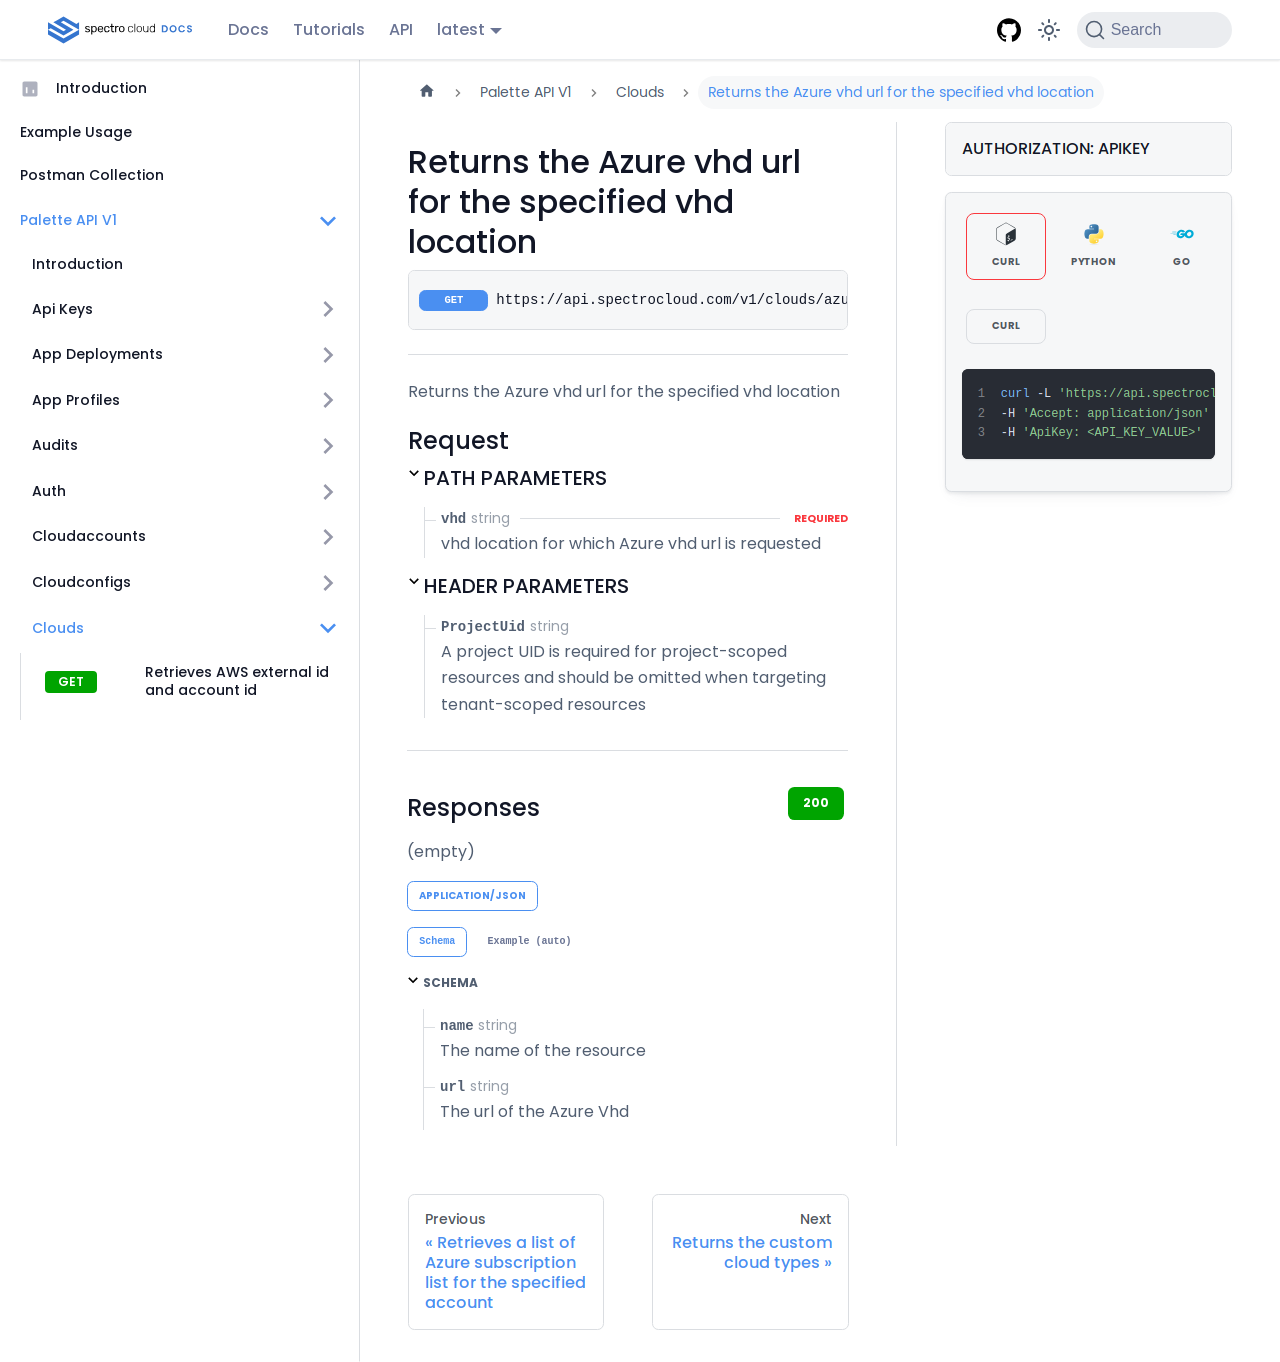 spectro cloud DOCS
Docs
Tutorials
API
latest
Search
Introduction
Example Usage
Postman Collection
Palette API V1
Introduction
Api Keys
App Deployments
App Profiles
Audits
Auth
Cloudaccounts
Cloudconfigs
Clouds
GET
Retrieves AWS external id
and account id
Palette API V1
Clouds
Returns the Azure vhd url for the specified vhd location
Returns the Azure vhd url
for the specified vhd
location
GET https://api.spectrocloud.com/v1/clouds/azu
Returns the Azure vhd url for the specified vhd location
Request
PATH PARAMETERS
vhd string REQUIRED
vhd location for which Azure vhd url is requested
HEADER PARAMETERS
ProjectUid string
A project UID is required for project-scoped
resources and should be omitted when targeting
tenant-scoped resources
Responses
200
(empty)
APPLICATION/JSON
Schema
Example (auto)
SCHEMA
name string
The name of the resource
url string
The url of the Azure Vhd
Previous
« Retrieves a list of
Azure subscription
list for the specified
account
Next
Returns the custom
cloud types »
AUTHORIZATION: APIKEY
CURL
PYTHON
GO
GO
CURL
1 curl -L 'https://api.spectrocl
2 -H 'Accept: application/json'
3 -H 'ApiKey: <API_KEY_VALUE>'